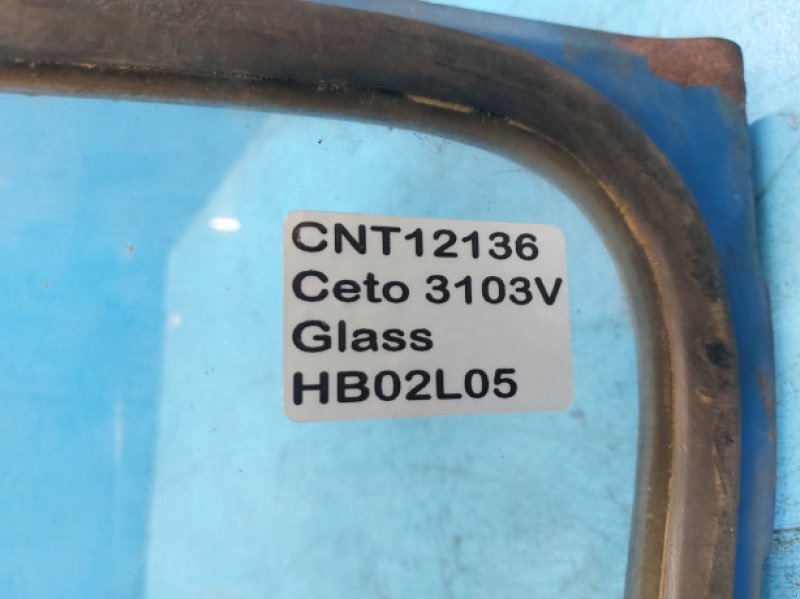 CNT12136
Ceto 3103V
Glass
HB02L05